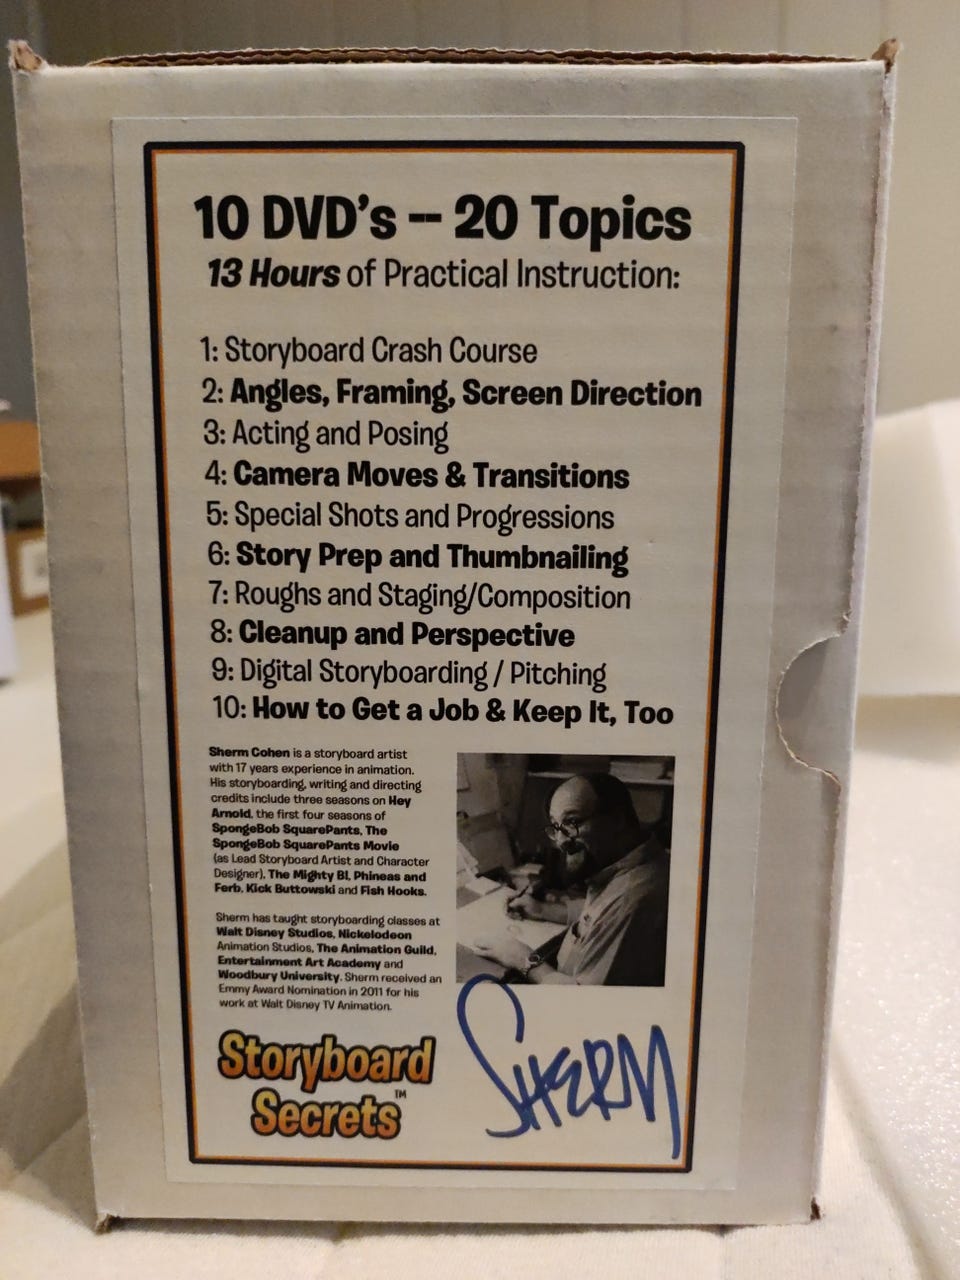 10 DVD's -- 20 Topics
13 Hours of Practical Instruction:
1: Storyboard Crash Course
2: Angles, Framing, Screen Direction
3: Acting and Posing
4: Camera Moves & Transitions
5: Special Shots and Progressions
6: Story Prep and Thumbnailing
7: Roughs and Staging/Composition
8: Cleanup and Perspective
9: Digital Storyboarding / Pitching
10: How to Get a Job & Keep It, Too
Sherm Cohen is a storyboard artist
with 17 years experience in animation.
His storyboarding, writing and directing
credits include three seasons on Hey
Arnold, the first four seasons of
SpongeBob SquarePants, The
SpongeBob SquarePants Movie
(as Lead Storyboard Artist and Character
Designer), The Mighty B!, Phineas and
Ferb, Kick Buttowski and Fish Hooks.
Sherm has taught storyboarding classes at
Walt Disney Studios, Nickelodeon
Animation Studios, The Animation Guild,
Entertainment Art Academy and
Woodbury University. Sherm received an
Emmy Award Nomination in 2011 for his
work at Walt Disney TV Animation.
Storyboard
Secrets™
SHERM